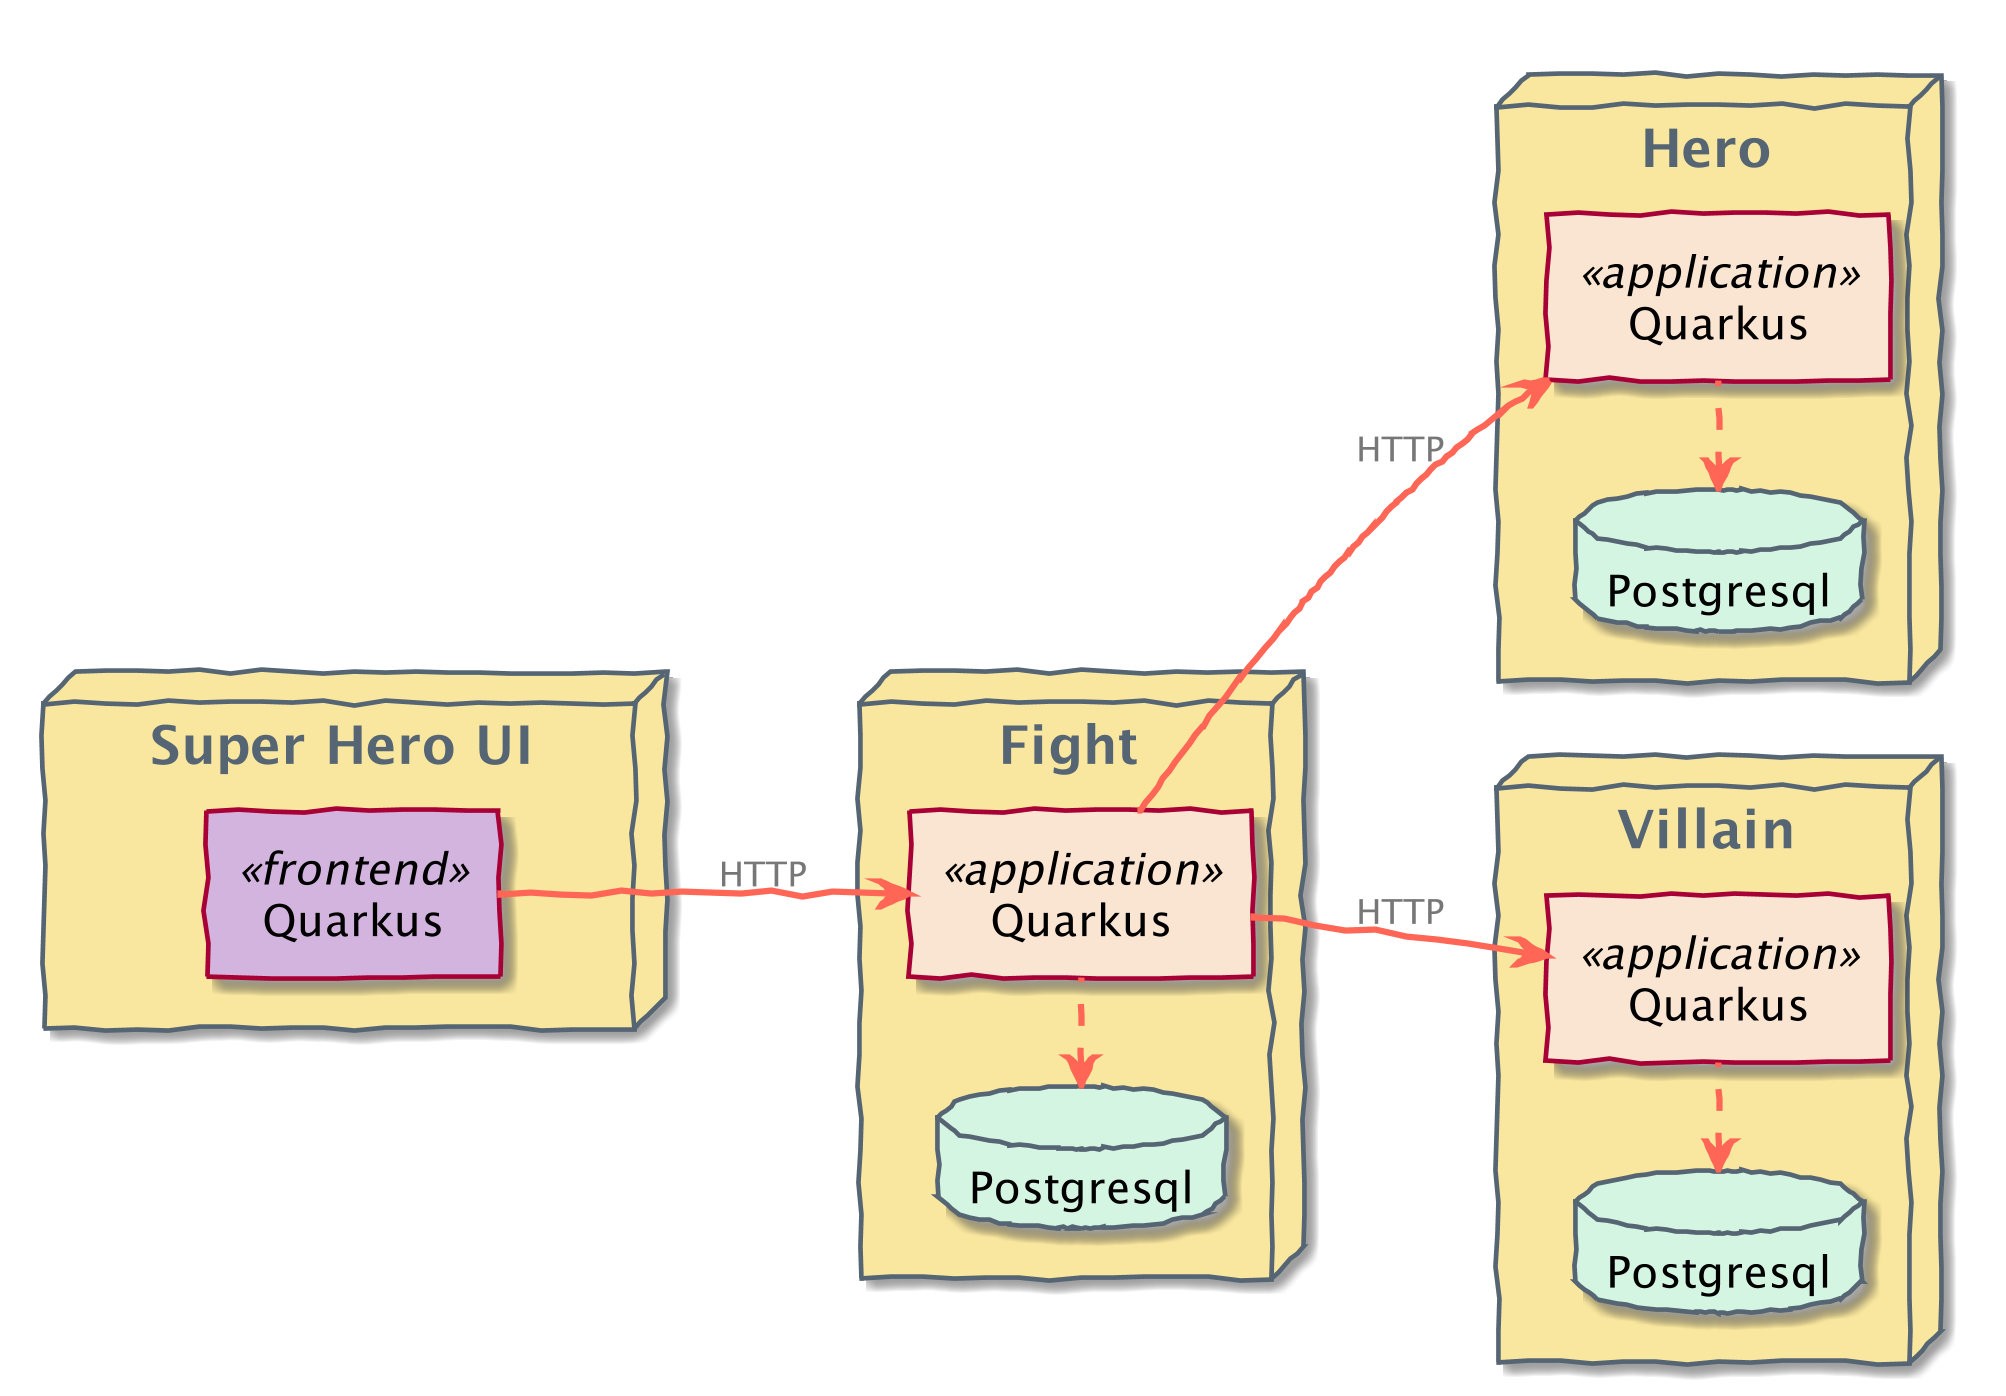 Hero
«application»
Quarkus
HTTP
Postgresql
Super Hero UI
«frontend»
Quarkus
HTTP
Fight
«application»
Quarkus
Postgresql
HTTP
Villain
«application»
Quarkus
Postgresql